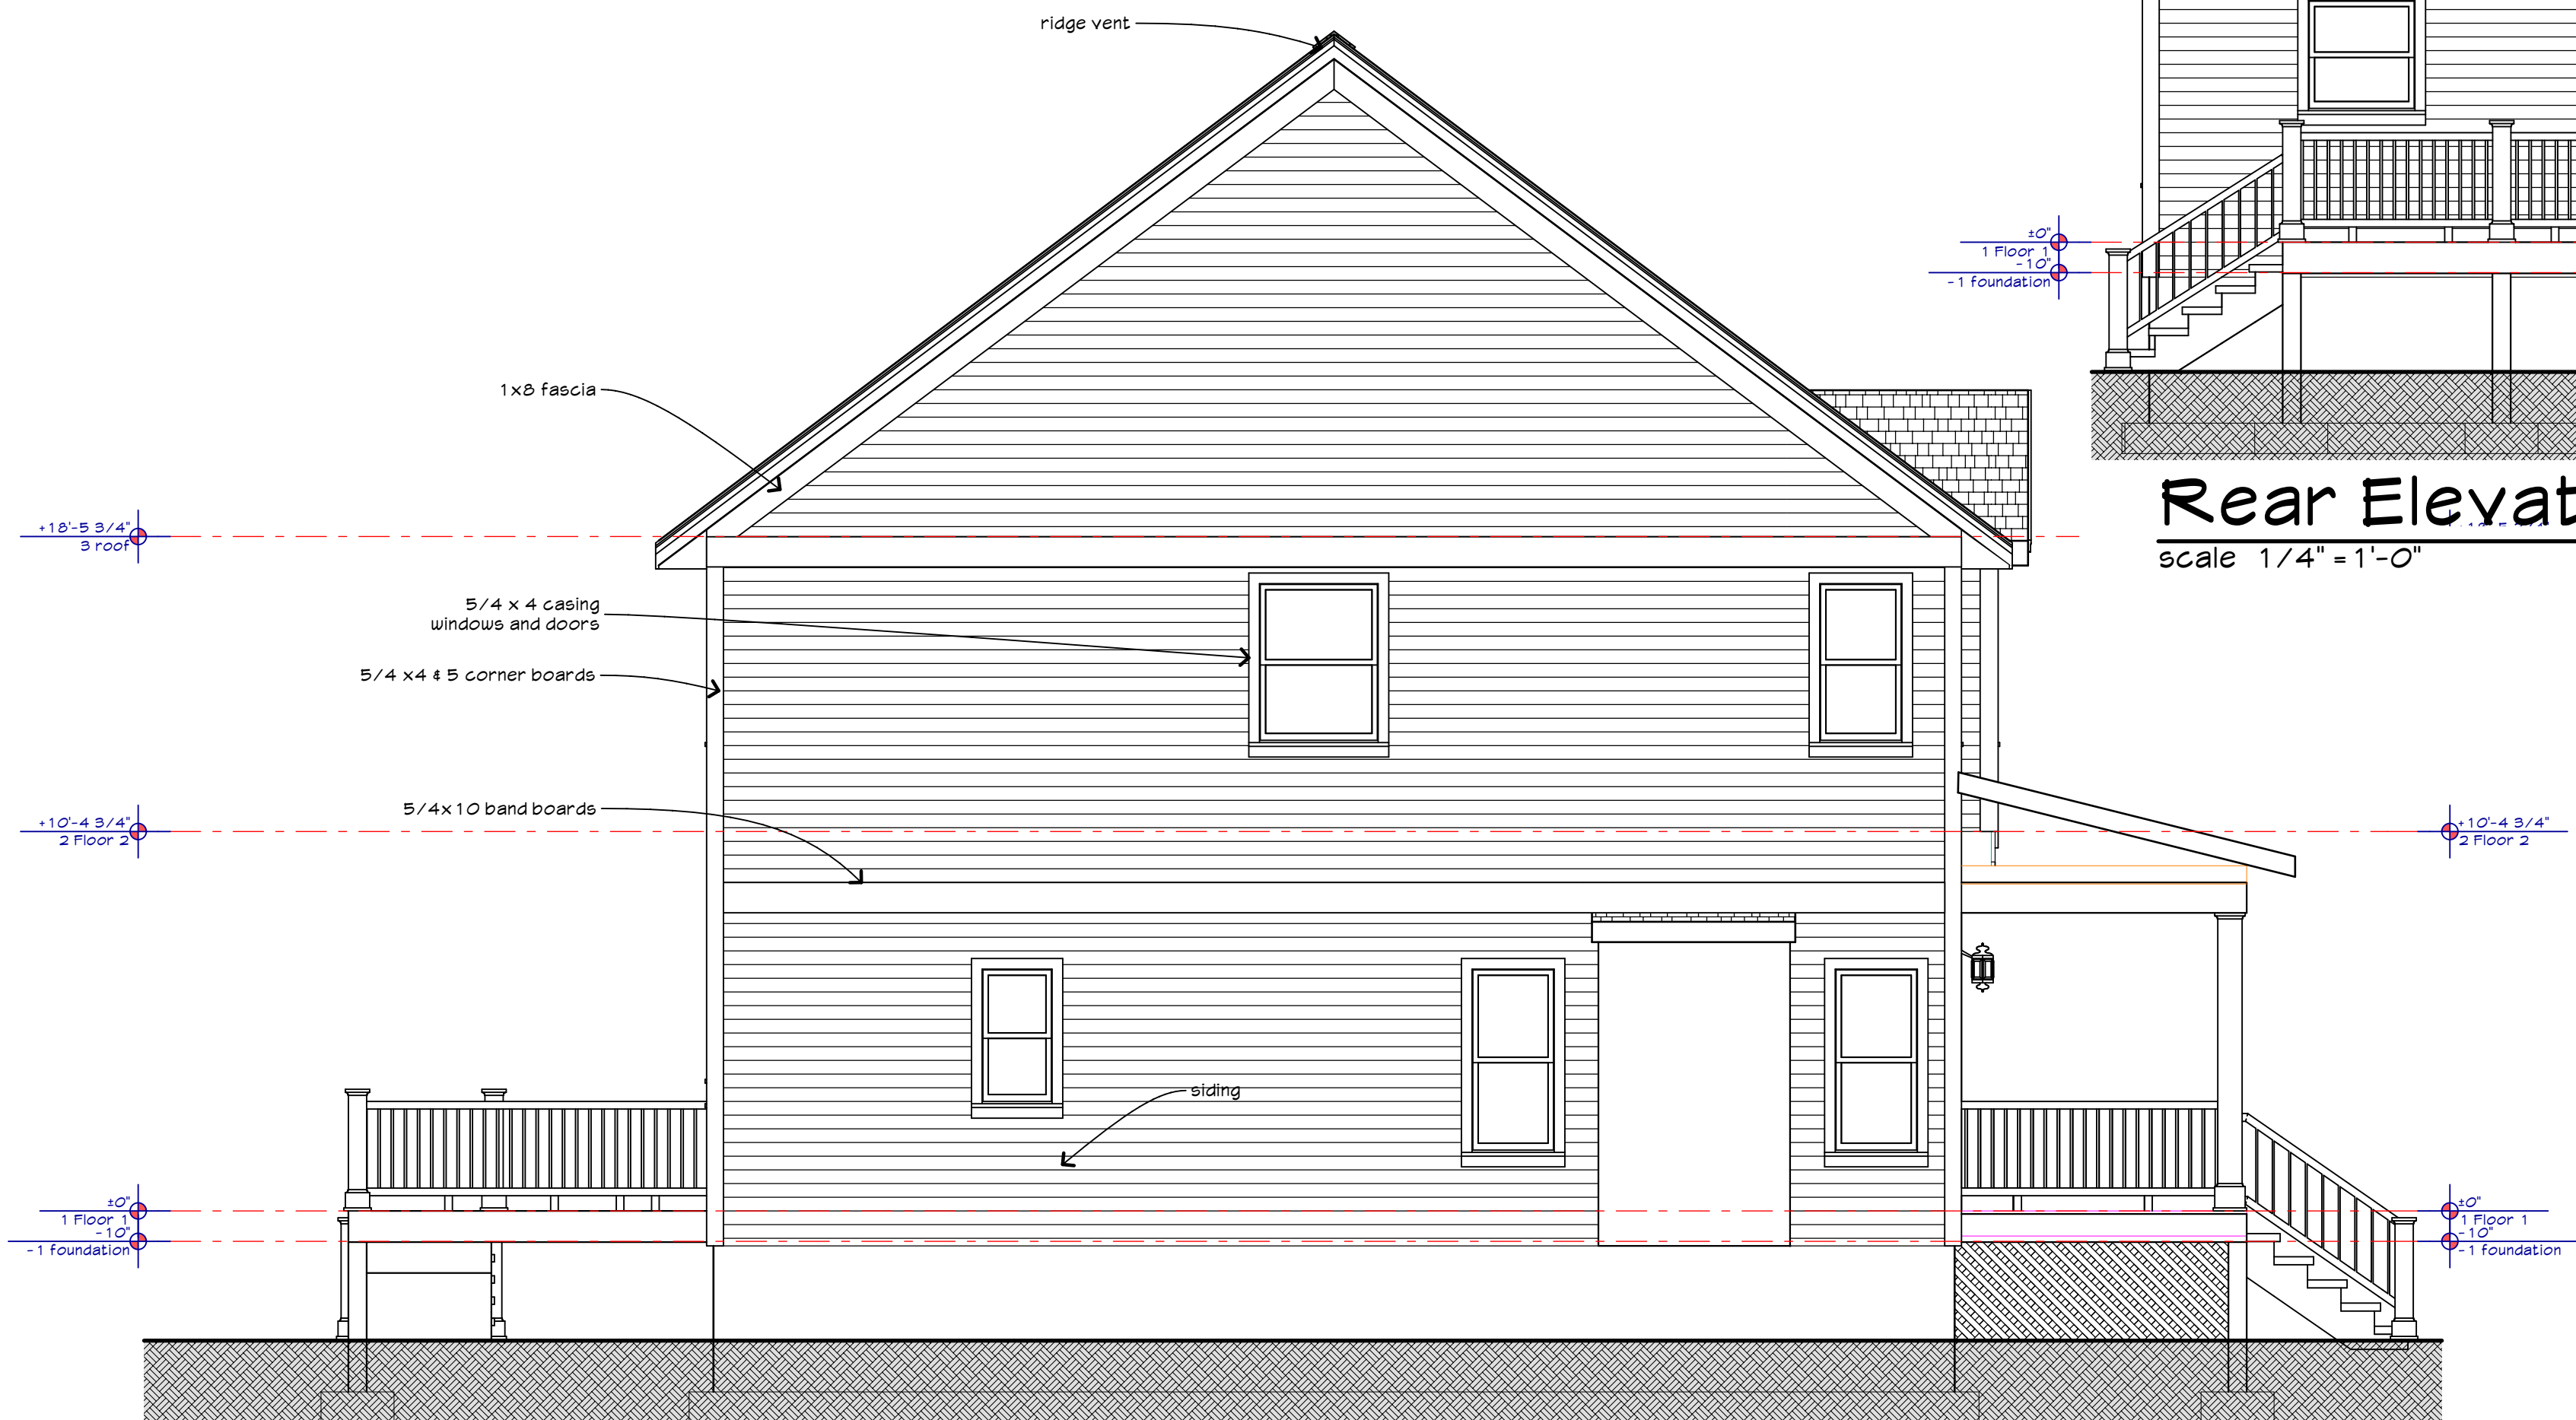 ridge vent
±0"
1 Floor 1
-10"
-1 foundation
1x8 fascia
Rear Elevat
scale 1/4" = 1'-0"
+18'-5 3/4"
3 roof
5/4 x 4 casing
windows and doors
5/4 x4 & 5 corner boards
5/4x10 band boards
+10'-4 3/4"
2 Floor 2
+10'-4 3/4"
2 Floor 2
siding
±0"
1 Floor 1
-10"
-1 foundation
±0"
1 Floor 1
-10"
-1 foundation